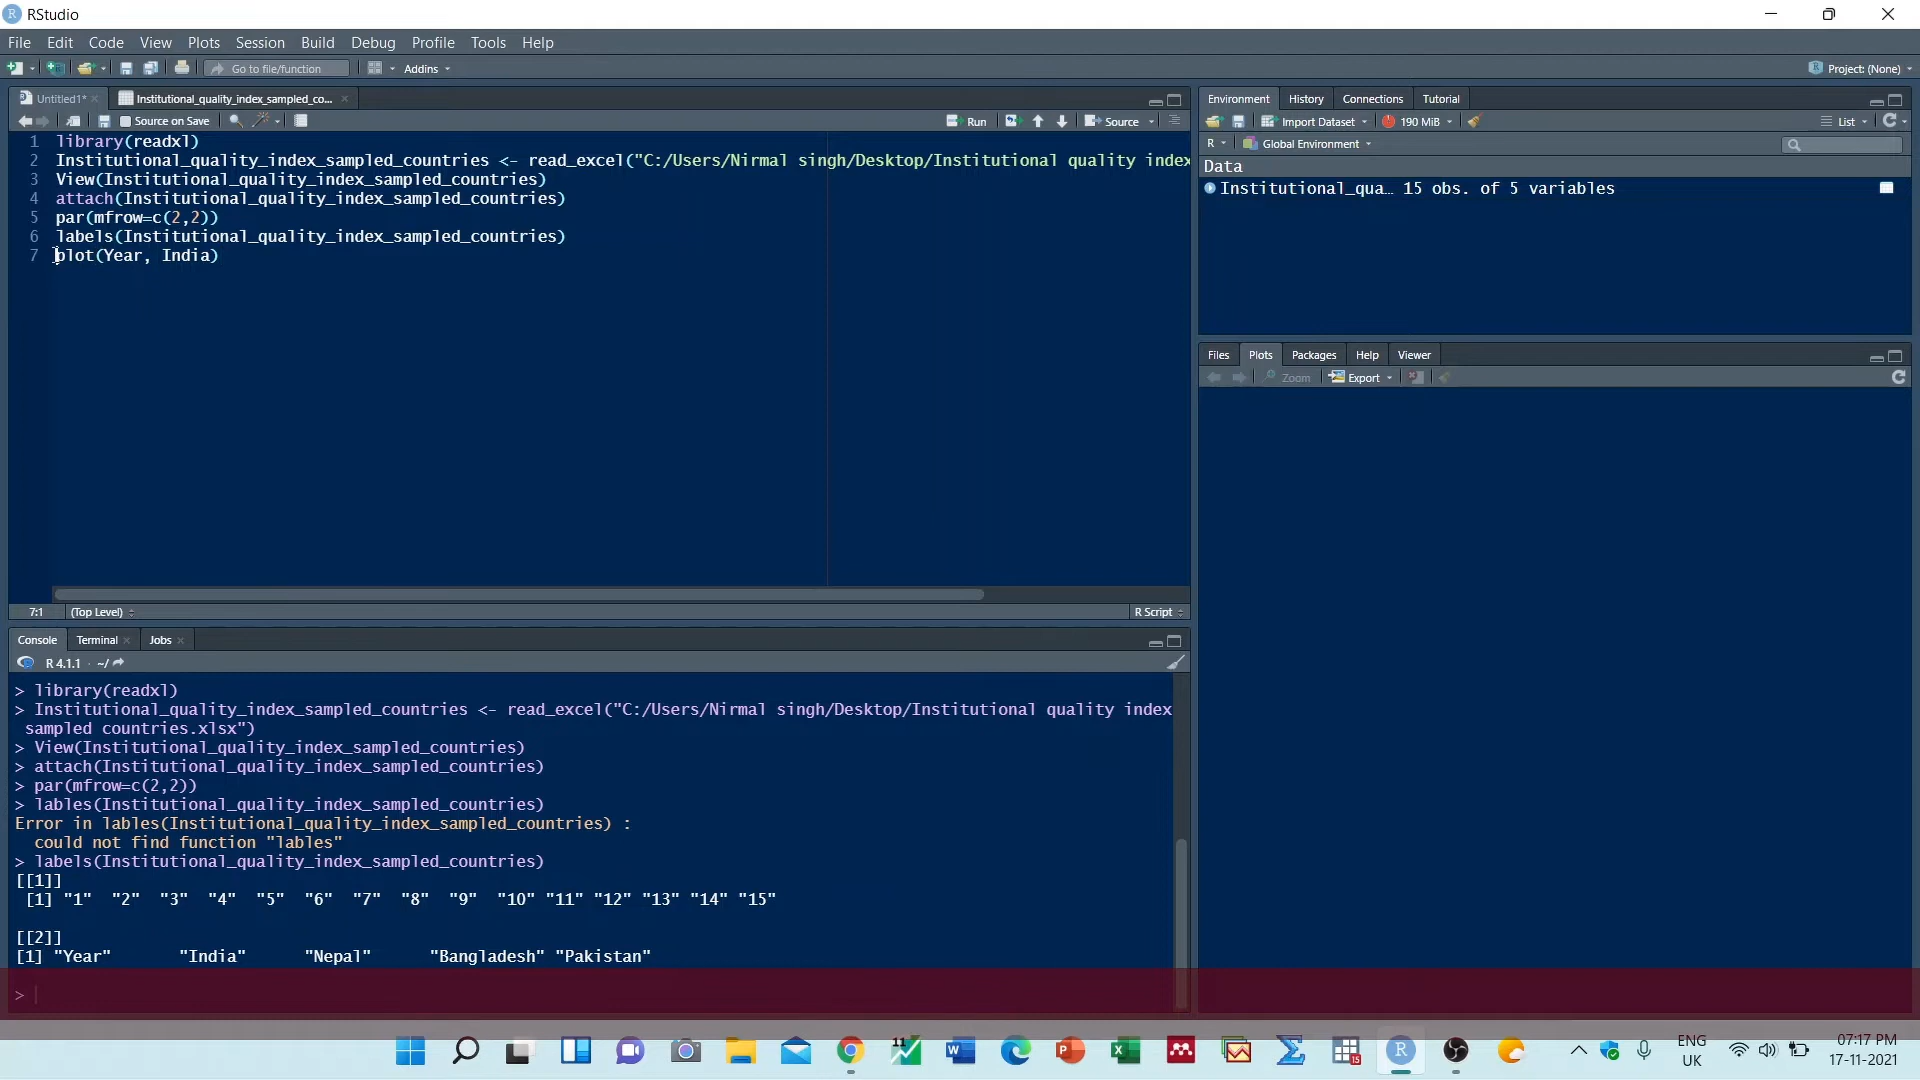 RStudio
File Edit Code View Plots Session Build Debug Profile Tools Help
Go to file/function Addins Project: (None)
Untitled1* Institutional_quality_index_sampled_co...
Source on Save Run Source
1 library(readxl)
2 Institutional_quality_index_sampled_countries <- read_excel("C:/Users/Nirmal singh/Desktop/Institutional quality index
3 View(Institutional_quality_index_sampled_countries)
4 attach(Institutional_quality_index_sampled_countries)
5 par(mfrow=c(2,2))
6 labels(Institutional_quality_index_sampled_countries)
7 plot(Year, India)
7:1 (Top Level) R Script
Console Terminal Jobs
R 4.1.1 · ~/
> library(readxl)
> Institutional_quality_index_sampled_countries <- read_excel("C:/Users/Nirmal singh/Desktop/Institutional quality index
sampled countries.xlsx")
> View(Institutional_quality_index_sampled_countries)
> attach(Institutional_quality_index_sampled_countries)
> par(mfrow=c(2,2))
> lables(Institutional_quality_index_sampled_countries)
Error in lables(Institutional_quality_index_sampled_countries) :
could not find function "lables"
> labels(Institutional_quality_index_sampled_countries)
[[1]]
[1] "1" "2" "3" "4" "5" "6" "7" "8" "9" "10" "11" "12" "13" "14" "15"
[[2]]
[1] "Year" "India" "Nepal" "Bangladesh" "Pakistan"
>
Environment History Connections Tutorial
Import Dataset 190 MiB List
R Global Environment
Data
Institutional_qua… 15 obs. of 5 variables
Files Plots Packages Help Viewer
Zoom Export
11
15
ENG
UK
07:17 PM
17-11-2021